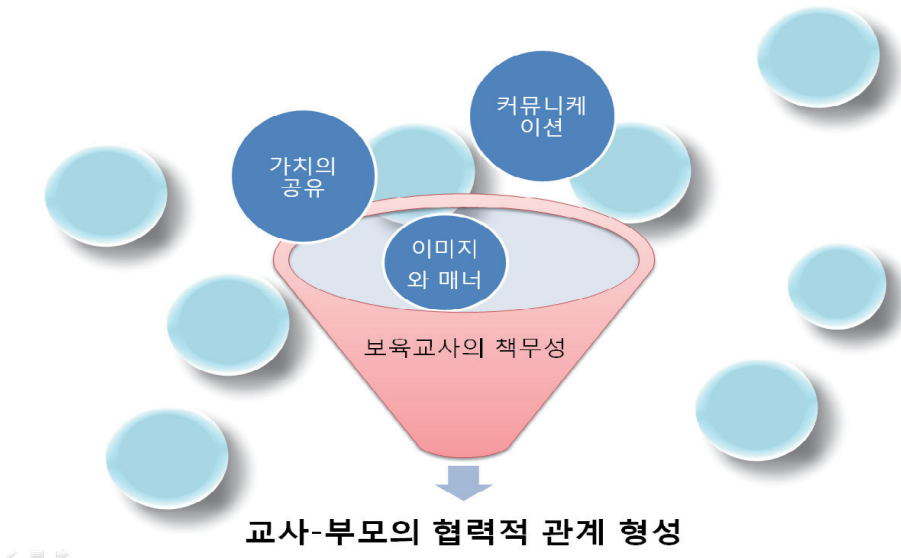 커뮤니케
이션
가치의
공유
이미지
와 매너
보육교사의 책무성
교사-부모의 협력적 관계 형성